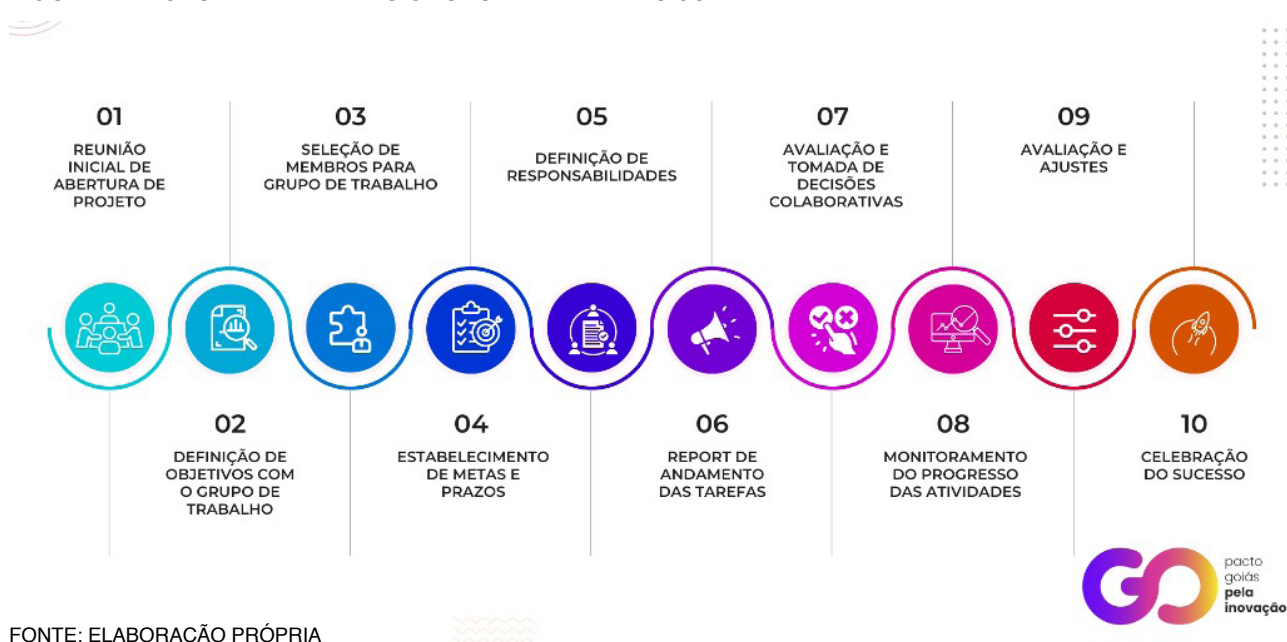 01
REUNIÃO
INICIAL DE
ABERTURA DE
PROJETO
02
DEFINIÇÃO DE
OBJETIVOS COM
O GRUPO DE
TRABALHO
03
SELEÇÃO DE
MEMBROS PARA
GRUPO DE TRABALHO
04
ESTABELECIMENTO
DE METAS E
PRAZOS
05
DEFINIÇÃO DE
RESPONSABILIDADES
06
REPORT DE
ANDAMENTO
DAS TAREFAS
07
AVALIAÇÃO E
TOMADA DE
DECISÕES
COLABORATIVAS
08
MONITORAMENTO
DO PROGRESSO
DAS ATIVIDADES
09
AVALIAÇÃO E
AJUSTES
10
CELEBRAÇÃO
DO SUCESSO
GO
pacto
goiás
pela
inovação
FONTE: ELABORAÇÃO PRÓPRIA